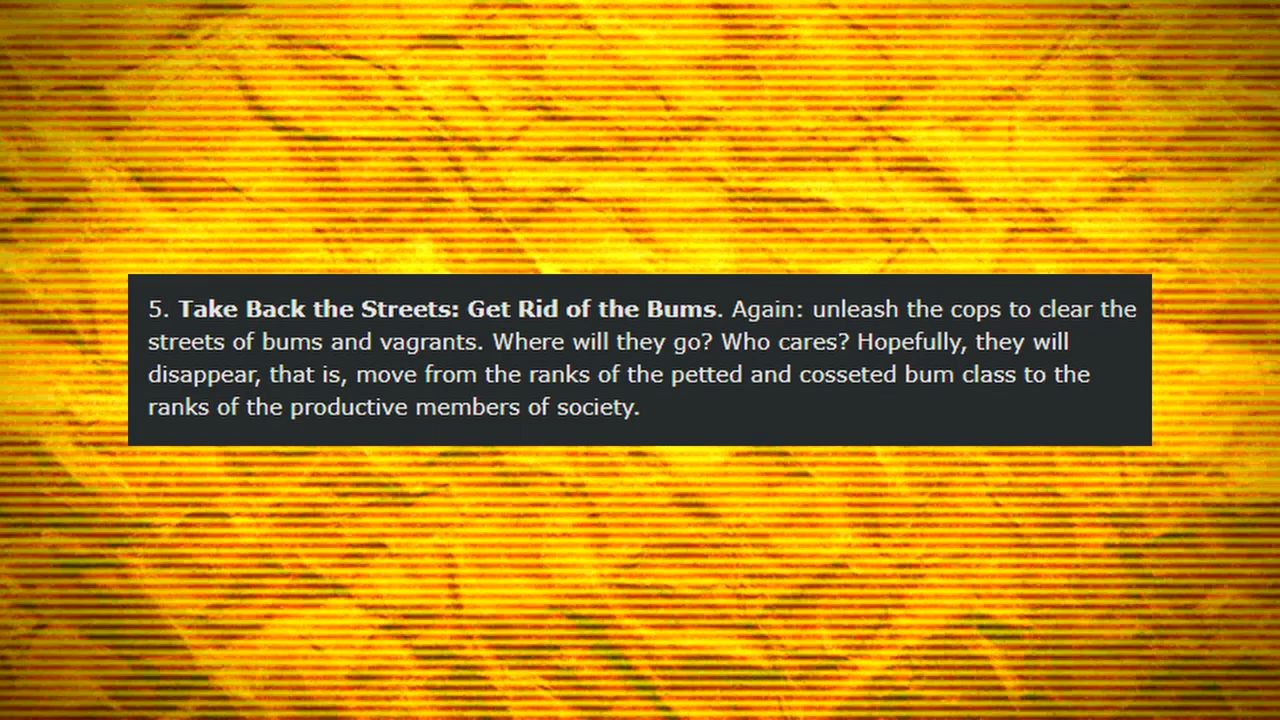 5. Take Back the Streets: Get Rid of the Bums. Again: unleash the cops to clear the
streets of bums and vagrants. Where will they go? Who cares? Hopefully, they will
disappear, that is, move from the ranks of the petted and cosseted bum class to the
ranks of the productive members of society.